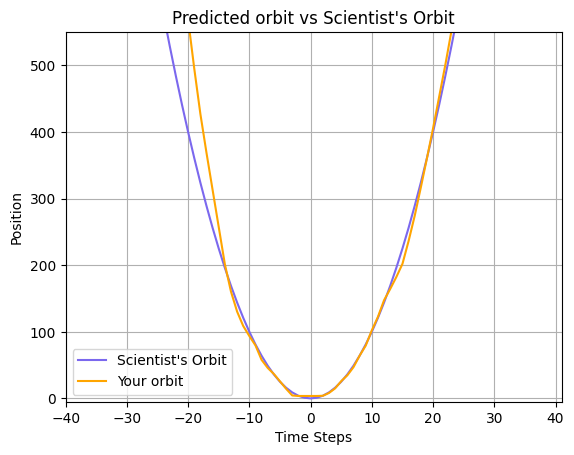 Predicted orbit vs Scientist's Orbit
Position
500
400
300
200
100
0
Scientist's Orbit
Your orbit
−40 −30 −20 −10 0 10 20 30 40
Time Steps